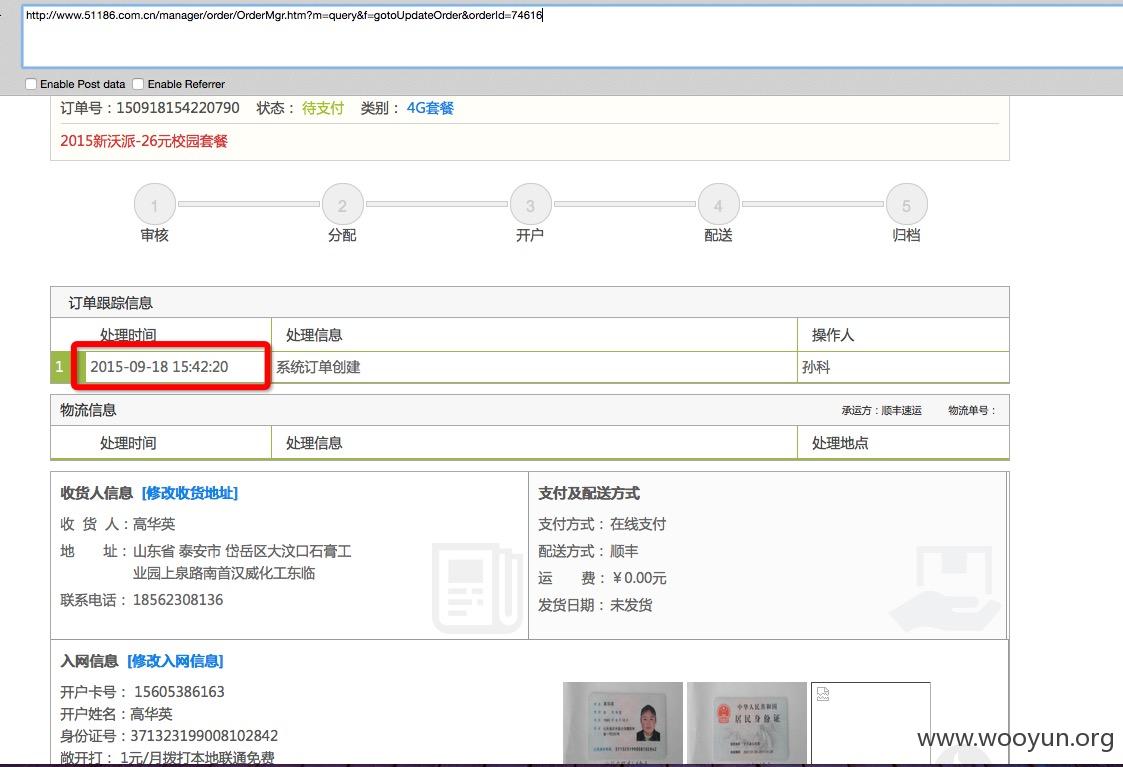 http://www.51186.com.cn/manager/order/OrderMgr.htm?m=query&f=gotoUpdateOrder&orderId=74616
Enable Post data Enable Referrer
订单号：150918154220790 状态： 待支付 类别： 4G套餐
2015新沃派-26元校园套餐
1 2 3 4 5
审核 分配 开户 配送 归档
订单跟踪信息
处理时间 处理信息 操作人
1 2015-09-18 15:42:20 系统订单创建 孙科
物流信息 承运方：顺丰速运 物流单号：
处理时间 处理信息 处理地点
收货人信息 [修改收货地址]
收 货 人：高华英
地 址：山东省 泰安市 岱岳区大汶口石膏工
业园上泉路南首汉威化工东临
联系电话：18562308136
支付及配送方式
支付方式：在线支付
配送方式：顺丰
运 费：￥0.00元
发货日期：未发货
入网信息 [修改入网信息]
开户卡号：15605386163
开户姓名：高华英
身份证号：371323199008102842
敞开打： 1元/月拨打本地联通免费
中华人民共和国
居民身份证
www.wooyun.org